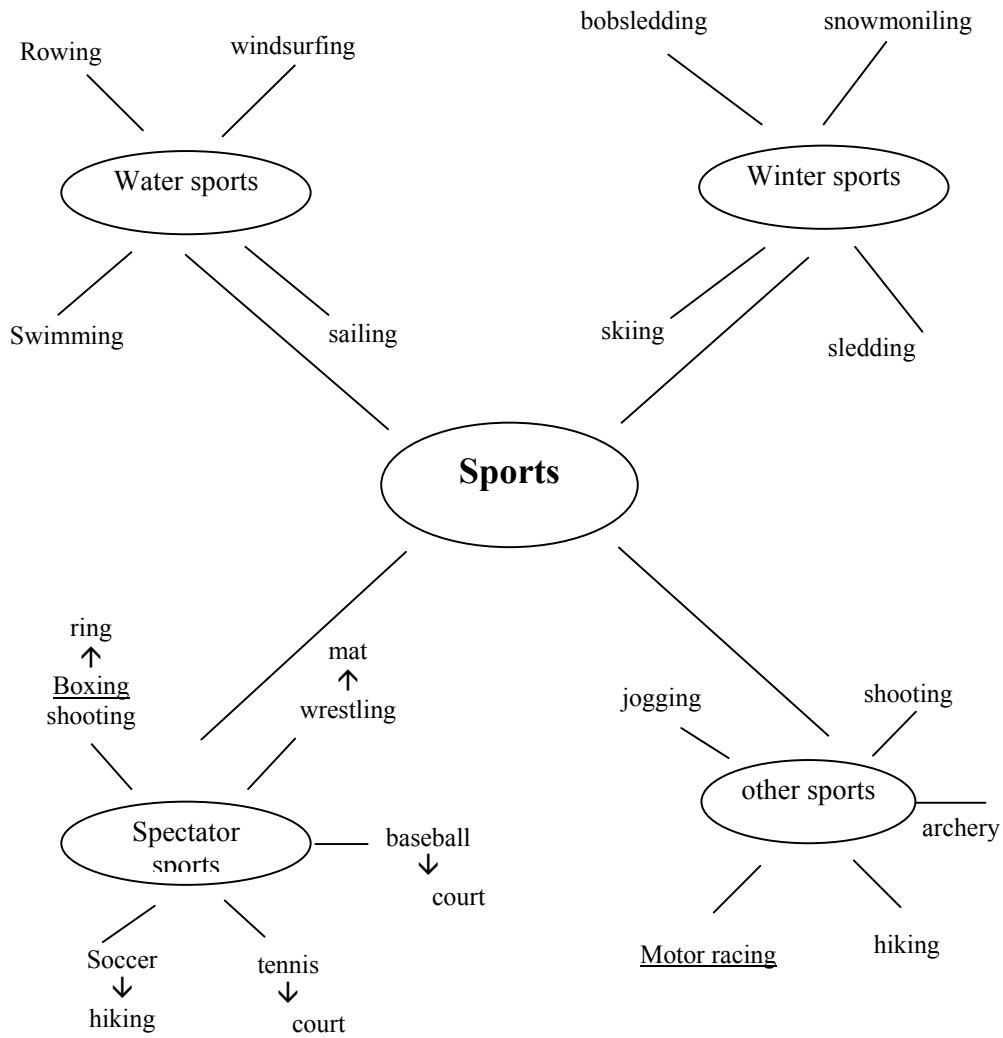 bobsledding
snowmoniling
Rowing
windsurfing
Water sports
Winter sports
Swimming
sailing
skiing
sledding
Sports
ring
mat
Boxing
shooting
wrestling
jogging
shooting
other sports
archery
Spectator
sports
baseball
court
Soccer
tennis
hiking
court
Motor racing
hiking